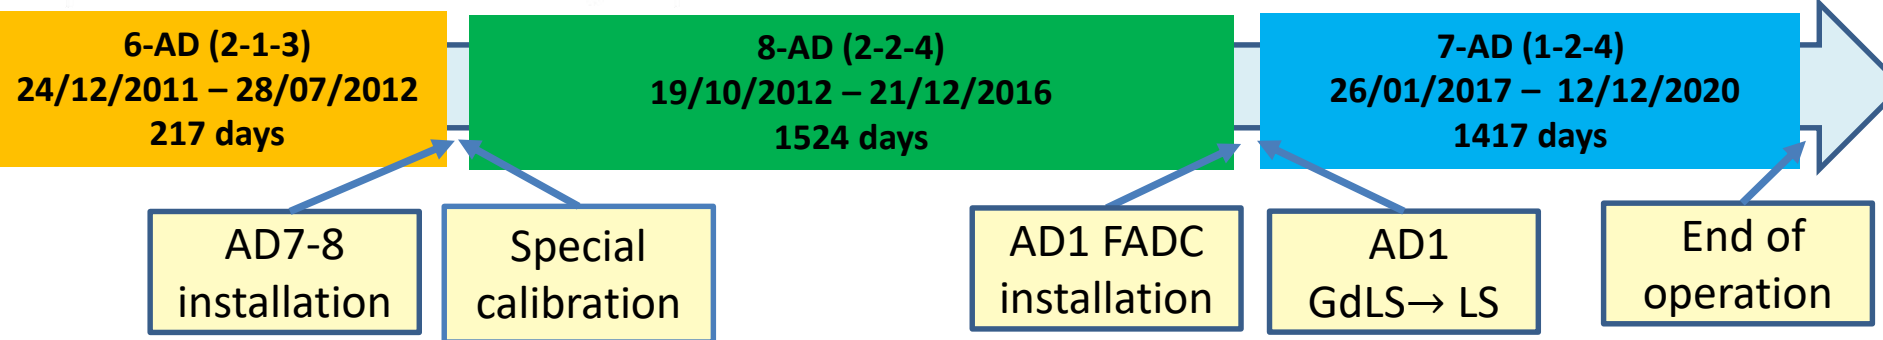 6-AD (2-1-3)
24/12/2011 – 28/07/2012
217 days
8-AD (2-2-4)
19/10/2012 – 21/12/2016
1524 days
7-AD (1-2-4)
26/01/2017 – 12/12/2020
1417 days
AD7-8
installation
Special
calibration
AD1 FADC
installation
AD1
GdLS→ LS
End of
operation